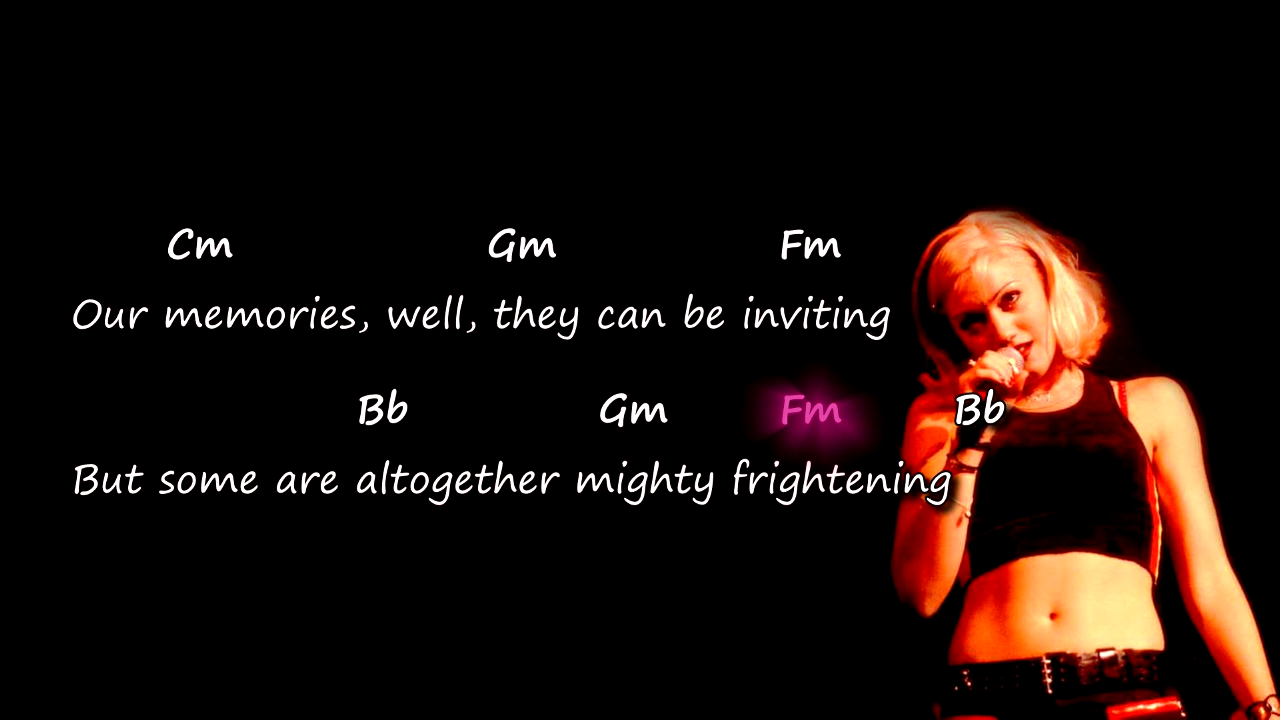 Cm Gm Fm
Our memories, well, they can be inviting
Bb Gm Fm Bb
But some are altogether mighty frightening